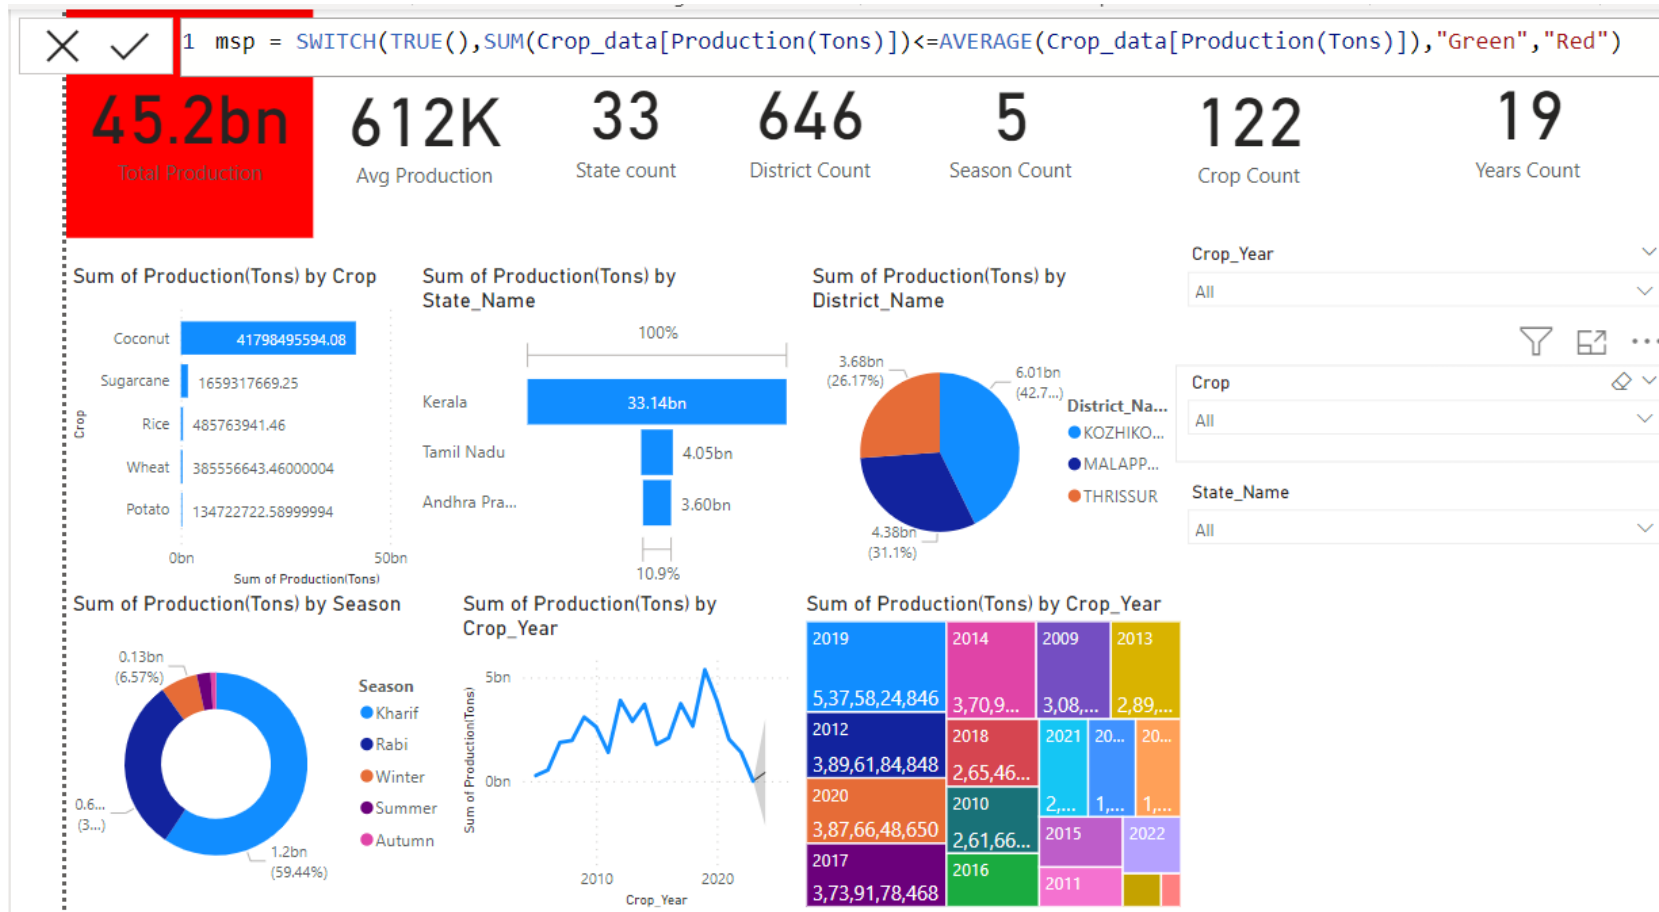 1 msp = SWITCH(TRUE(),SUM(Crop_data[Production(Tons)])<=AVERAGE(Crop_data[Production(Tons)]),"Green","Red")
45.2bn
Total Production
612K
Avg Production
33
State count
646
District Count
5
Season Count
122
Crop Count
19
Years Count
Sum of Production(Tons) by Crop
Coconut 41798495594.08
Sugarcane 1659317669.25
Rice 485763941.46
Wheat 385556643.46000004
Potato 134722722.58999994
Crop
0bn 50bn
Sum of Production(Tons)
Sum of Production(Tons) by
State_Name
100%
Kerala 33.14bn
Tamil Nadu 4.05bn
Andhra Pra... 3.60bn
10.9%
Sum of Production(Tons) by
District_Name
3.68bn
(26.17%)
6.01bn
(42.7...)
4.38bn
(31.1%)
District_Na...
KOZHIKO...
MALAPP...
THRISSUR
Crop_Year
All
Crop
All
State_Name
All
Sum of Production(Tons) by Season
0.13bn
(6.57%)
0.6...
(3...)
1.2bn
(59.44%)
Season
Kharif
Rabi
Winter
Summer
Autumn
Sum of Production(Tons) by
Crop_Year
Sum of Production(Tons)
5bn
0bn
2010 2020
Crop_Year
Sum of Production(Tons) by Crop_Year
2019
5,37,58,24,846
2012
3,89,61,84,848
2020
3,87,66,48,650
2017
3,73,91,78,468
2014
3,70,9...
2018
2,65,46...
2010
2,61,66...
2016
2009
3,08,...
2013
2,89,...
2021
2,...
20...
1,...
20...
1,...
2015
2022
2011